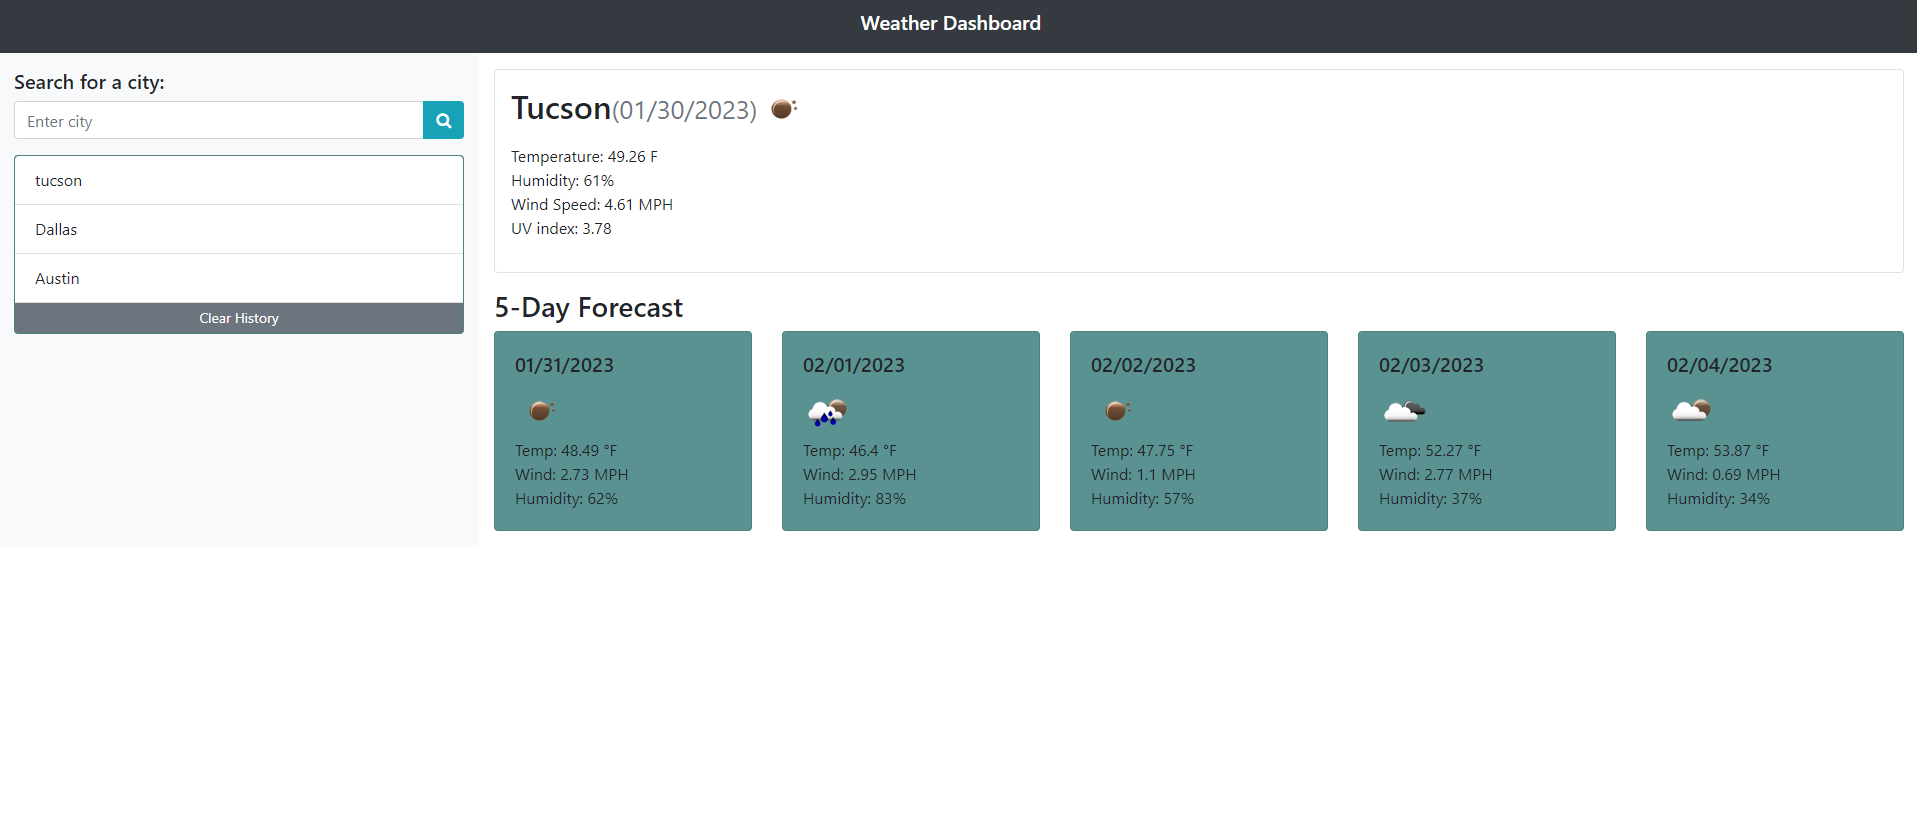 Weather Dashboard
Search for a city:
Enter city
tucson
Dallas
Austin
Clear History
Tucson(01/30/2023)
Temperature: 49.26 F
Humidity: 61%
Wind Speed: 4.61 MPH
UV index: 3.78
5-Day Forecast
01/31/2023
Temp: 48.49 °F
Wind: 2.73 MPH
Humidity: 62%
02/01/2023
Temp: 46.4 °F
Wind: 2.95 MPH
Humidity: 83%
02/02/2023
Temp: 47.75 °F
Wind: 1.1 MPH
Humidity: 57%
02/03/2023
Temp: 52.27 °F
Wind: 2.77 MPH
Humidity: 37%
02/04/2023
Temp: 53.87 °F
Wind: 0.69 MPH
Humidity: 34%